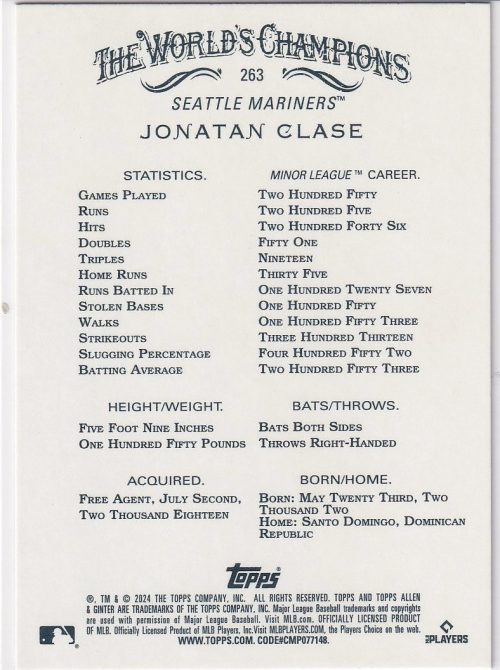 THE WORLD'S CHAMPIONS
263
SEATTLE MARINERS™
JONATAN CLASE
STATISTICS. MINOR LEAGUE™ CAREER.
GAMES PLAYED TWO HUNDRED FIFTY
RUNS TWO HUNDRED FIVE
HITS TWO HUNDRED FORTY SIX
DOUBLES FIFTY ONE
TRIPLES NINETEEN
HOME RUNS THIRTY FIVE
RUNS BATTED IN ONE HUNDRED TWENTY SEVEN
STOLEN BASES ONE HUNDRED FIFTY
WALKS ONE HUNDRED FIFTY THREE
STRIKEOUTS THREE HUNDRED THIRTEEN
SLUGGING PERCENTAGE FOUR HUNDRED FIFTY TWO
BATTING AVERAGE TWO HUNDRED FIFTY THREE
HEIGHT/WEIGHT.
FIVE FOOT NINE INCHES
ONE HUNDRED FIFTY POUNDS
BATS/THROWS.
BATS BOTH SIDES
THROWS RIGHT-HANDED
ACQUIRED.
FREE AGENT, JULY SECOND,
TWO THOUSAND EIGHTEEN
BORN/HOME.
BORN: MAY TWENTY THIRD, TWO
THOUSAND TWO
HOME: SANTO DOMINGO, DOMINICAN
REPUBLIC
topps
®, TM & © 2024 THE TOPPS COMPANY, INC. ALL RIGHTS RESERVED. TOPPS AND TOPPS ALLEN
& GINTER ARE TRADEMARKS OF THE TOPPS COMPANY, INC. Major League Baseball trademarks and copyrights
are used with permission of Major League Baseball. Visit MLB.com. OFFICIALLY LICENSED PRODUCT
OF MLB. Officially Licensed Product of MLB Players, Inc.Visit MLBPLAYERS.COM, the Players Choice on the web.
WWW.TOPPS.COM. CODE#CMP077148.
MLB PLAYERS